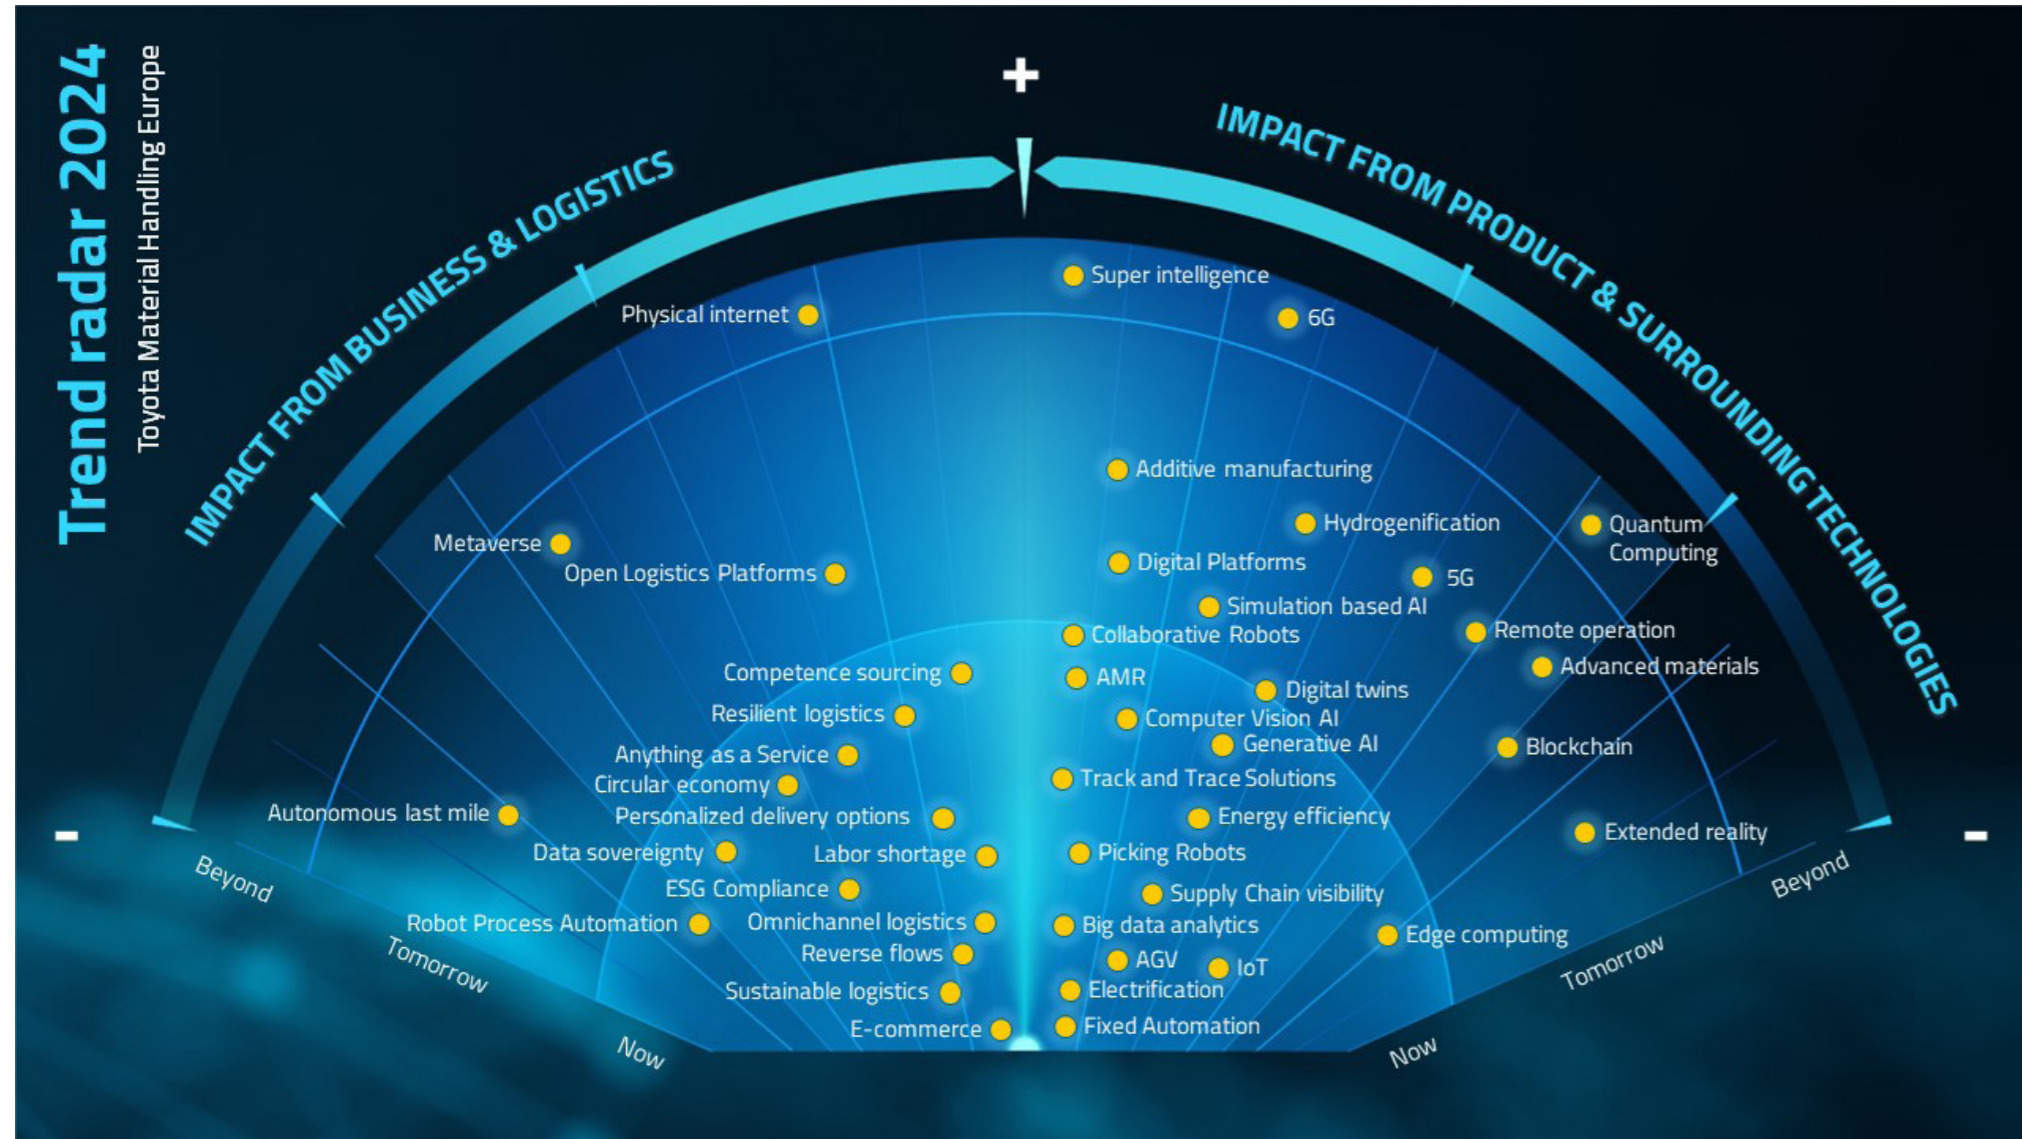 Trend radar 2024
Toyota Material Handling Europe
+
IMPACT FROM BUSINESS & LOGISTICS
IMPACT FROM PRODUCT & SURROUNDING TECHNOLOGIES
Super intelligence
Physical internet
6G
Additive manufacturing
Hydrogenification
Quantum
Computing
Metaverse
Digital Platforms
Open Logistics Platforms
5G
Simulation based AI
Remote operation
Collaborative Robots
Advanced materials
Competence sourcing
AMR
Digital twins
Resilient logistics
Computer Vision AI
Generative AI
Blockchain
Anything as a Service
Circular economy
Track and Trace Solutions
Autonomous last mile
Personalized delivery options
Energy efficiency
Extended reality
-
-
Data sovereignty
Labor shortage
Picking Robots
Beyond
Beyond
ESG Compliance
Supply Chain visibility
Robot Process Automation
Omnichannel logistics
Big data analytics
Edge computing
Reverse flows
AGV
IoT
Tomorrow
Tomorrow
Sustainable logistics
Electrification
E-commerce
Fixed Automation
Now
Now